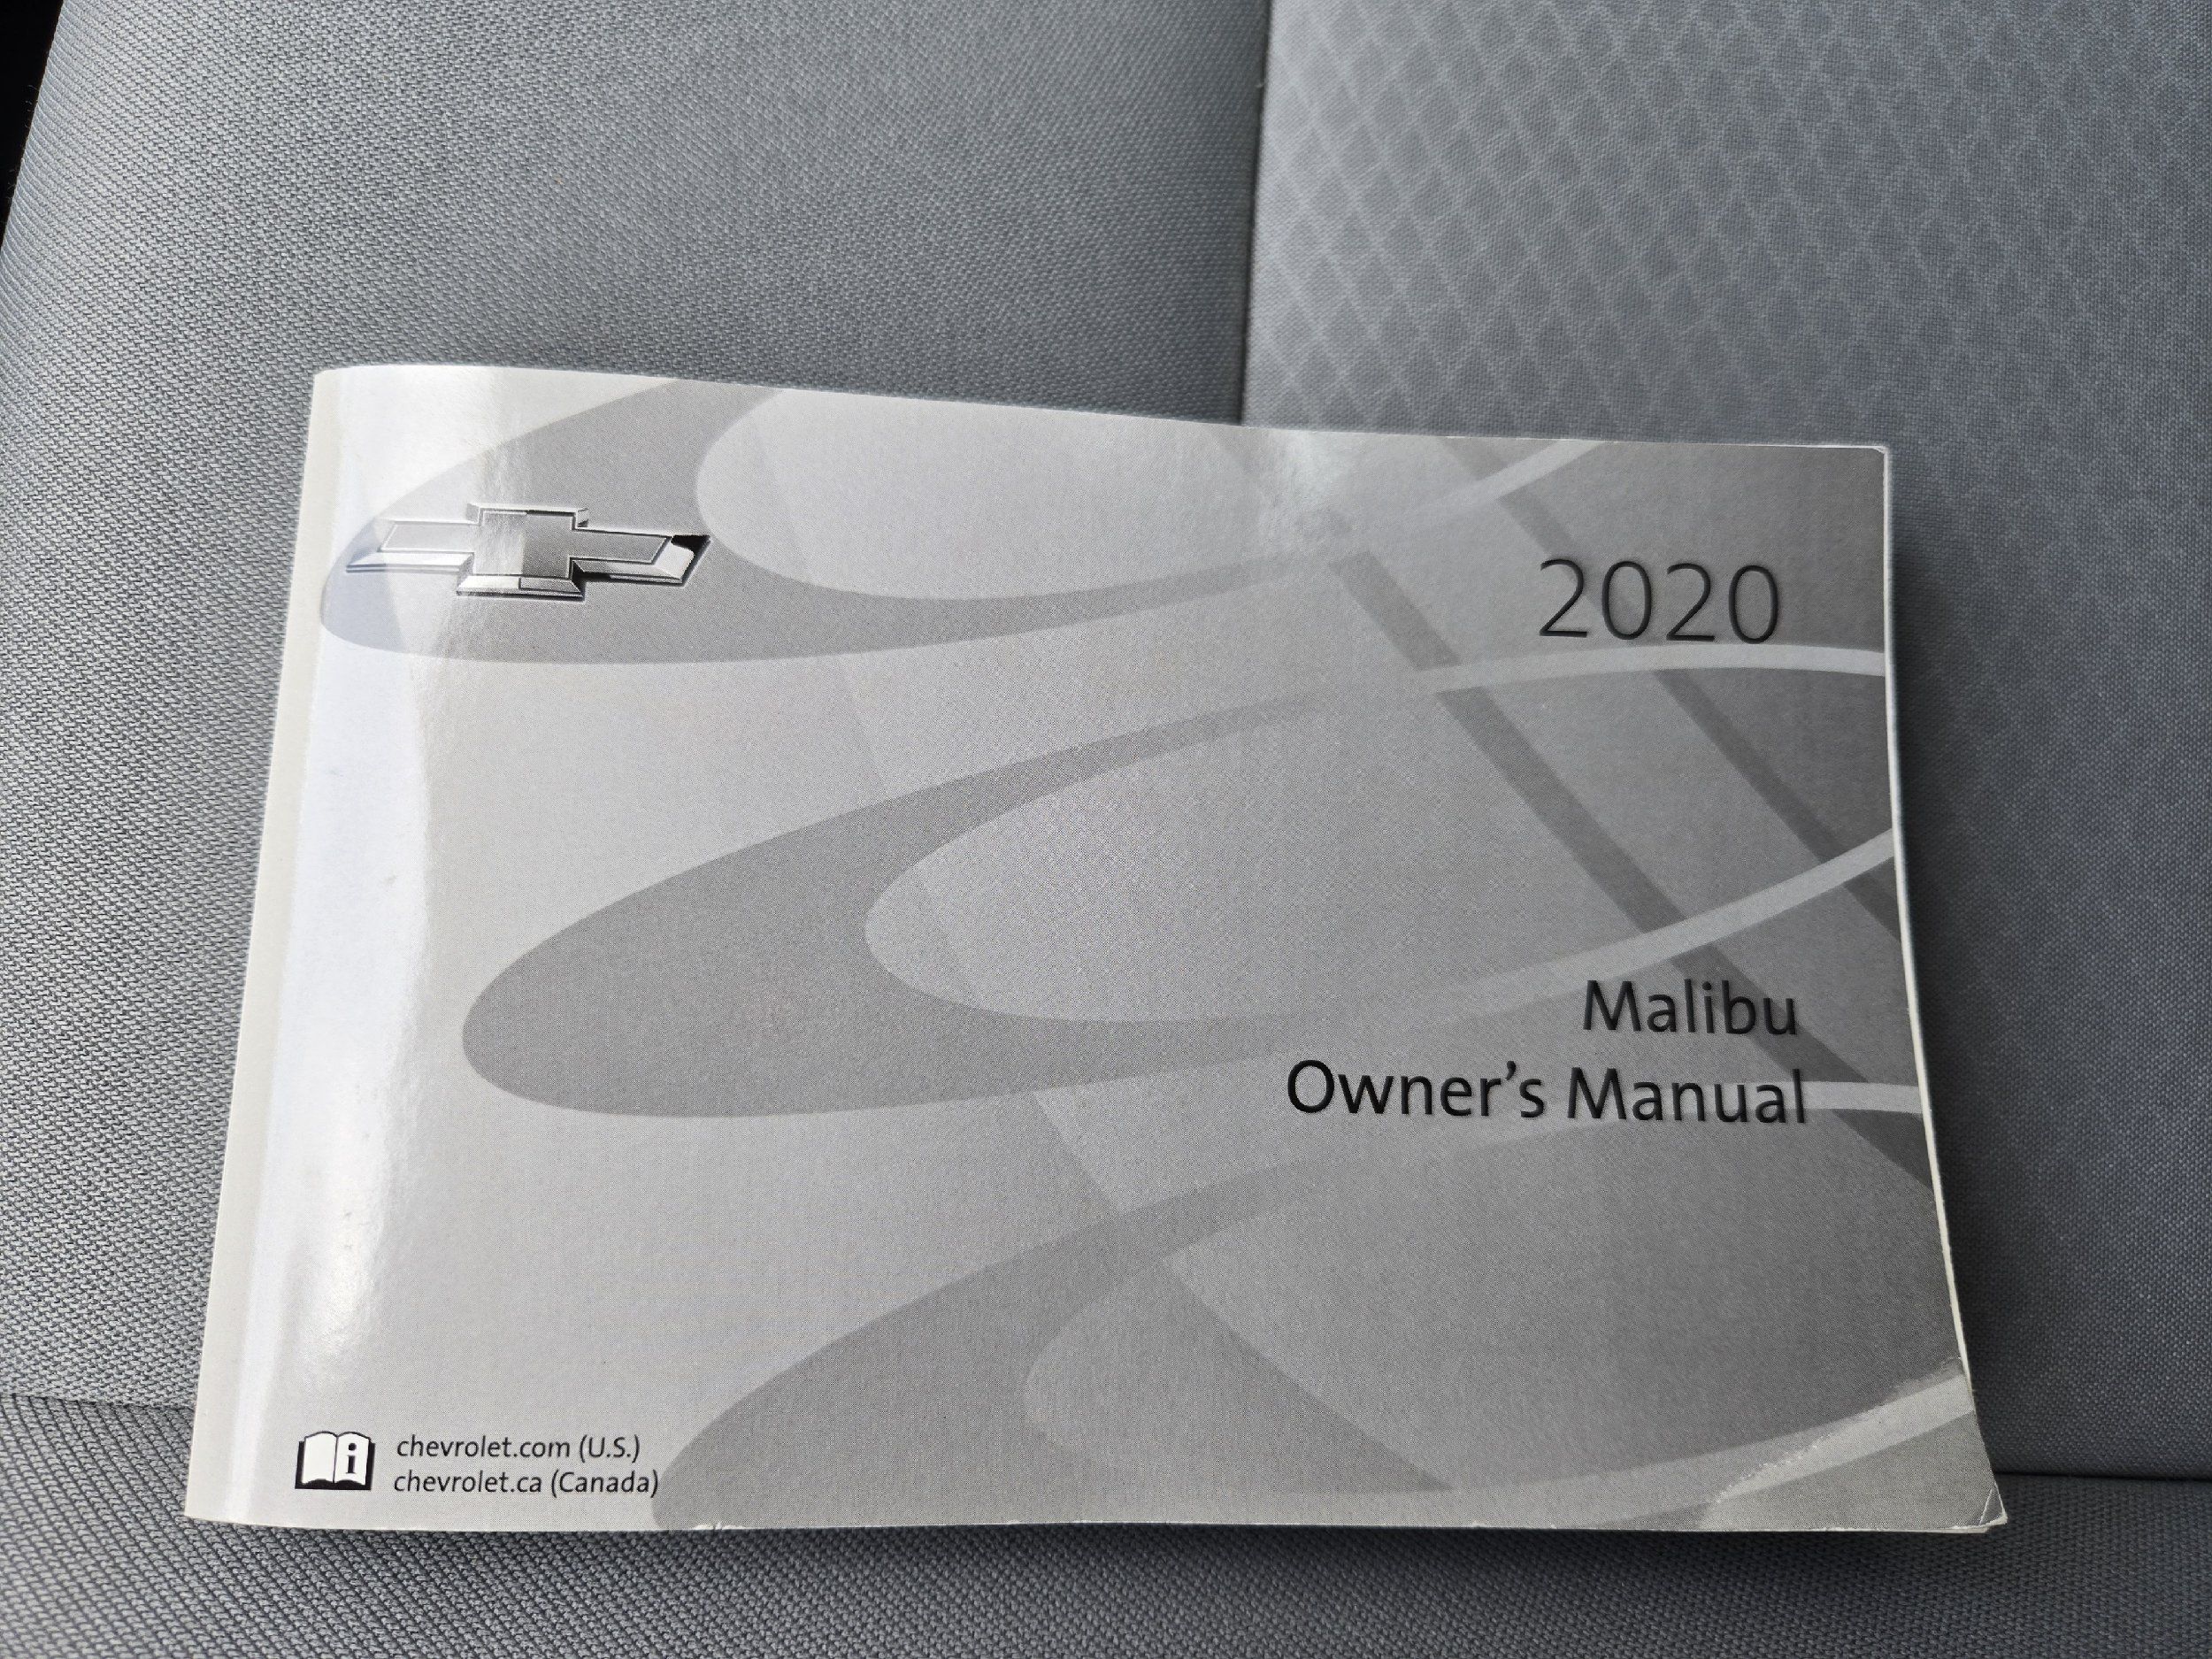 2020
Malibu
Owner's Manual
i
chevrolet.com (U.S.)
chevrolet.ca (Canada)